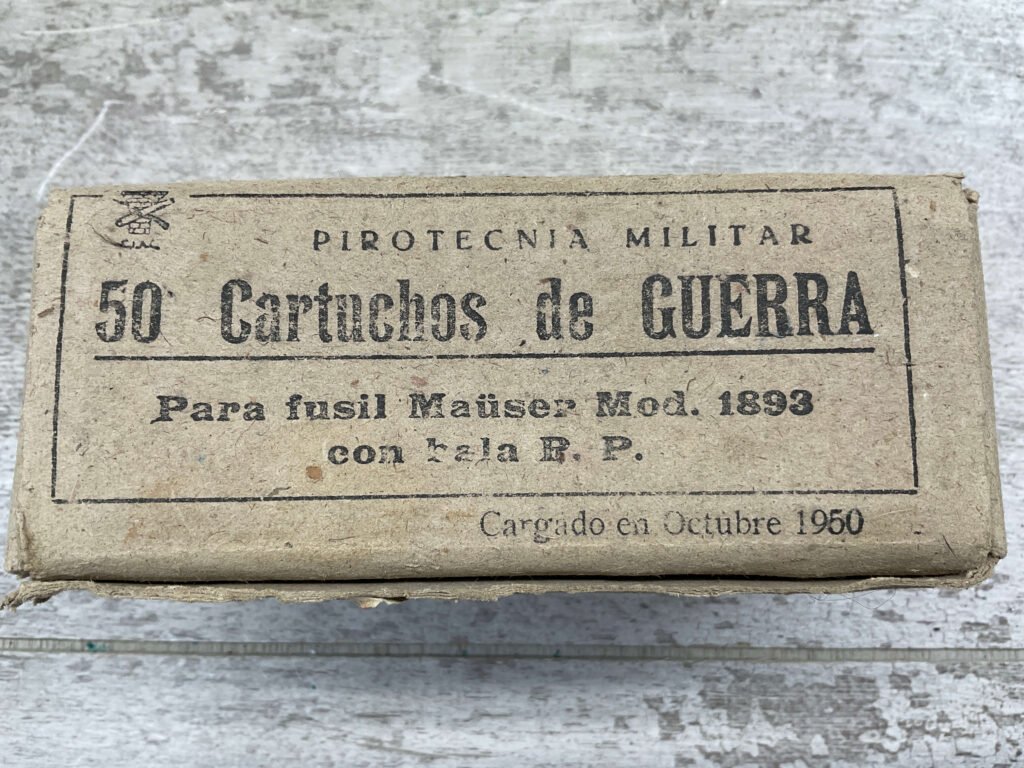 PIROTECNIA MILITAR
50 Cartuchos de GUERRA
Para fusil Maüser Mod. 1893
con bala P. P.
Cargado en Octubre 1950